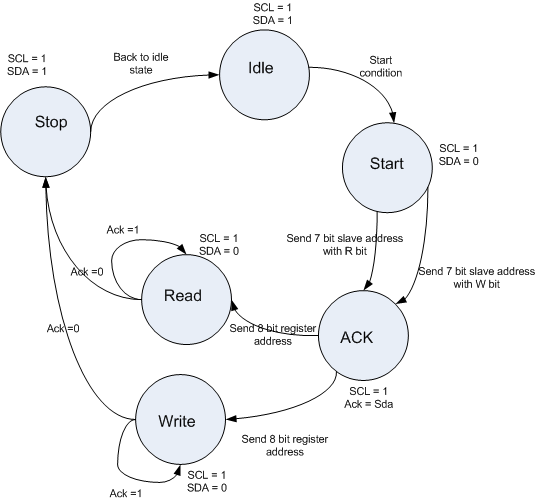 SCL = 1
SDA = 1
Idle
SCL = 1
SDA = 1
Back to idle
state
Start
condition
Stop
Start
SCL = 1
SDA = 0
Ack =1
SCL = 1
SDA = 0
Send 7 bit slave address
with R bit
Send 7 bit slave address
with W bit
Ack =0
Read
Ack =0
Send 8 bit register
address
ACK
SCL = 1
Ack = Sda
Write
Send 8 bit register
address
SCL = 1
SDA = 0
Ack =1